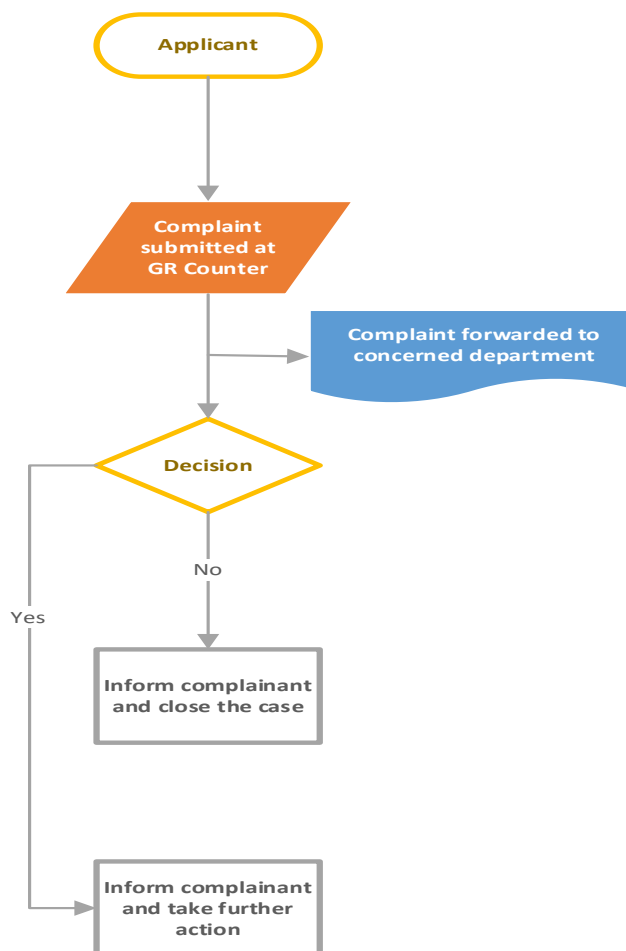 Applicant
Complaint
submitted at
GR Counter
Complaint forwarded to
concerned department
Decision
No
Yes
Inform complainant
and close the case
Inform complainant
and take further
action